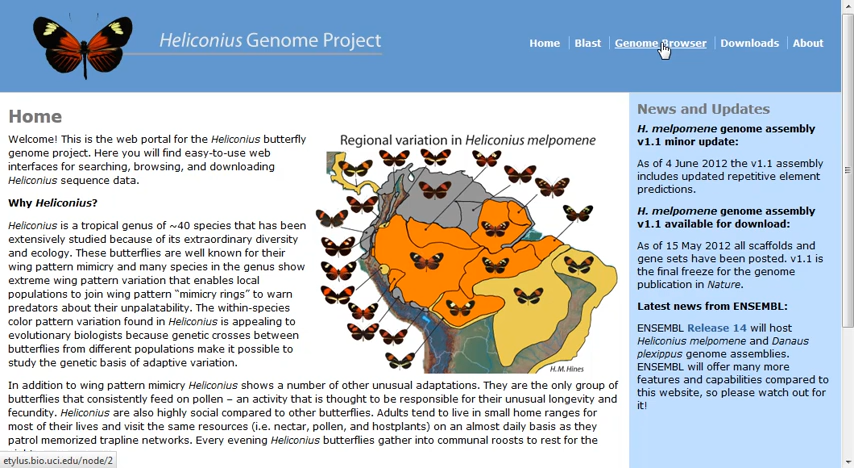 Heliconius Genome Project
Home
Blast
Genome Browser
Downloads
About
Home
Welcome! This is the web portal for the Heliconius butterfly
genome project. Here you will find easy-to-use web
interfaces for searching, browsing, and downloading
Heliconius sequence data.
Why Heliconius?
Heliconius is a tropical genus of ~40 species that has been
extensively studied because of its extraordinary diversity
and ecology. These butterflies are well known for their
wing pattern mimicry and many species in the genus show
extreme wing pattern variation that enables local
populations to join wing pattern “mimicry rings” to warn
predators about their unpalatability. The within-species
color pattern variation found in Heliconius is appealing to
evolutionary biologists because genetic crosses between
butterflies from different populations make it possible to
study the genetic basis of adaptive variation.
Regional variation in Heliconius melpomene
H.M. Hines
In addition to wing pattern mimicry Heliconius shows a number of other unusual adaptations. They are the only group of
butterflies that consistently feed on pollen – an activity that is thought to be responsible for their unusual longevity and
fecundity. Heliconius are also highly social compared to other butterflies. Adults tend to live in small home ranges for
most of their lives and visit the same resources (i.e. nectar, pollen, and hostplants) on an almost daily basis as they
patrol memorized trapline networks. Every evening Heliconius butterflies gather into communal roosts to rest for the
News and Updates
H. melpomene genome assembly
v1.1 minor update:
As of 4 June 2012 the v1.1 assembly
includes updated repetitive element
predictions.
H. melpomene genome assembly
v1.1 available for download:
As of 15 May 2012 all scaffolds and
gene sets have been posted. v1.1 is
the final freeze for the genome
publication in Nature.
Latest news from ENSEMBL:
ENSEMBL Release 14 will host
Heliconius melpomene and Danaus
plexippus genome assemblies.
ENSEMBL will offer many more
features and capabilities compared to
this website, so please watch out for
it!
etylus.bio.uci.edu/node/2